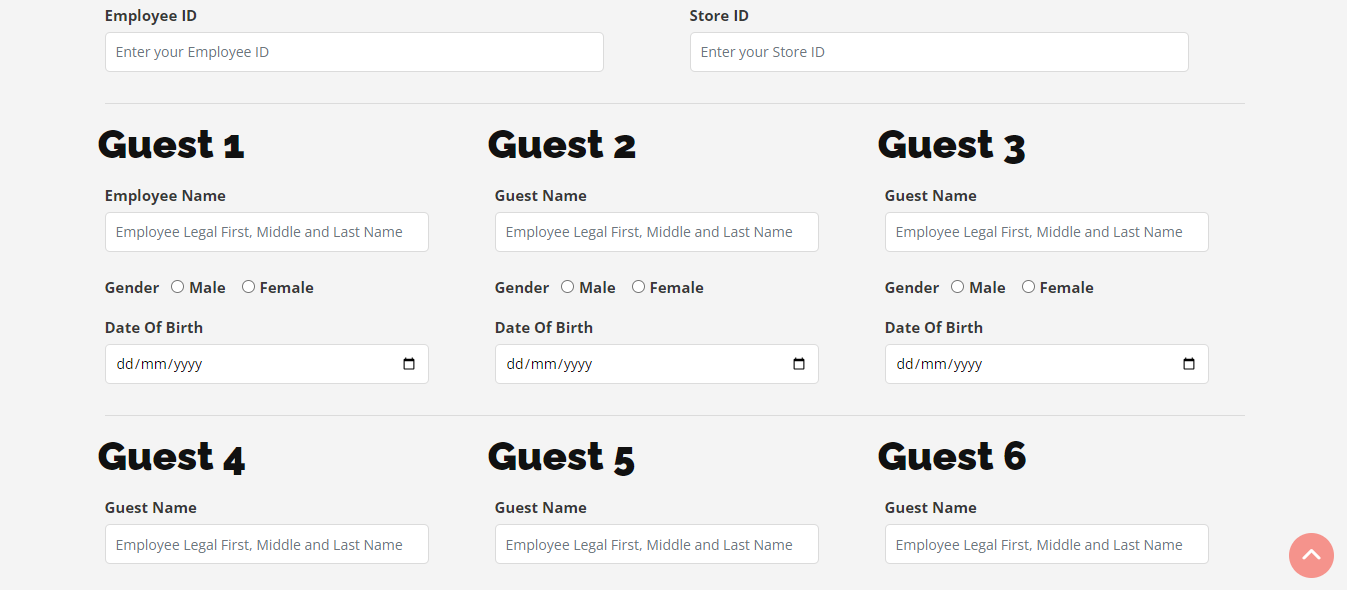 Employee ID Store ID
Enter your Employee ID Enter your Store ID
Guest 1 Guest 2 Guest 3
Employee Name Guest Name Guest Name
Employee Legal First, Middle and Last Name Employee Legal First, Middle and Last Name Employee Legal First, Middle and Last Name
Gender Male Female Gender Male Female Gender Male Female
Date Of Birth Date Of Birth Date Of Birth
dd/mm/yyyy dd/mm/yyyy dd/mm/yyyy
Guest 4 Guest 5 Guest 6
Guest Name Guest Name Guest Name
Employee Legal First, Middle and Last Name Employee Legal First, Middle and Last Name Employee Legal First, Middle and Last Name